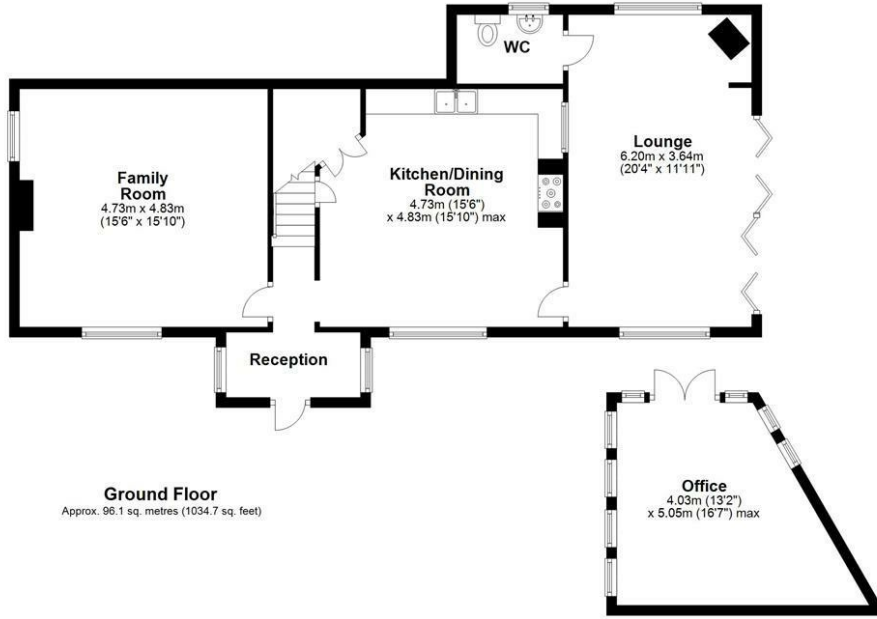 WC
Family
Room
4.73m x 4.83m
(15'6" x 15'10")
Kitchen/Dining
Room
4.73m (15'6")
x 4.83m (15'10") max
Lounge
6.20m x 3.64m
(20'4" x 11'11")
Reception
Ground Floor
Approx. 96.1 sq. metres (1034.7 sq. feet)
Office
4.03m (13'2")
x 5.05m (16'7") max